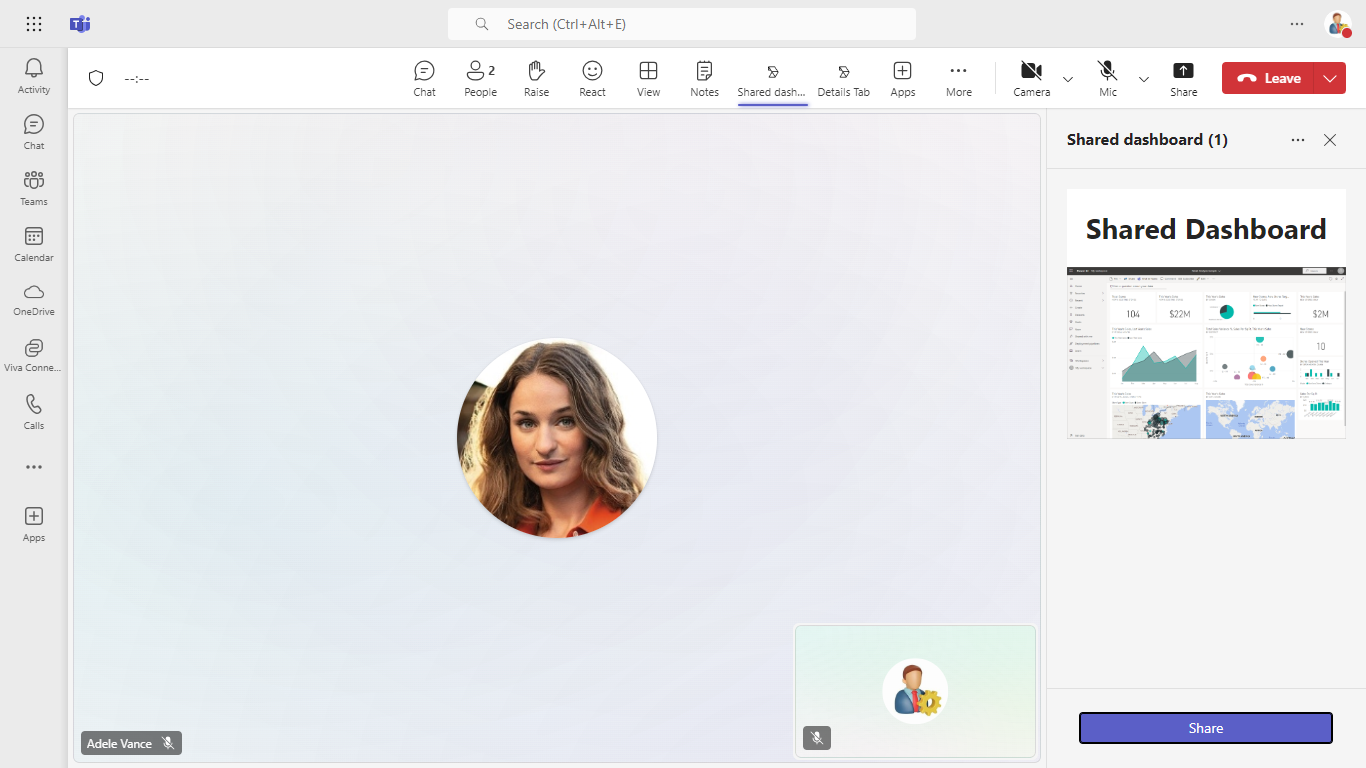 Search (Ctrl+Alt+E)
Activity
Chat
Teams
Calendar
OneDrive
Viva Conne...
Calls
Apps
--:--
Chat
2
People
Raise
React
View
Notes
Shared dash...
Details Tab
Apps
More
Camera
Mic
Share
Leave
Shared dashboard (1)
Shared Dashboard
104
$22M
$2M
10
Adele Vance
Share